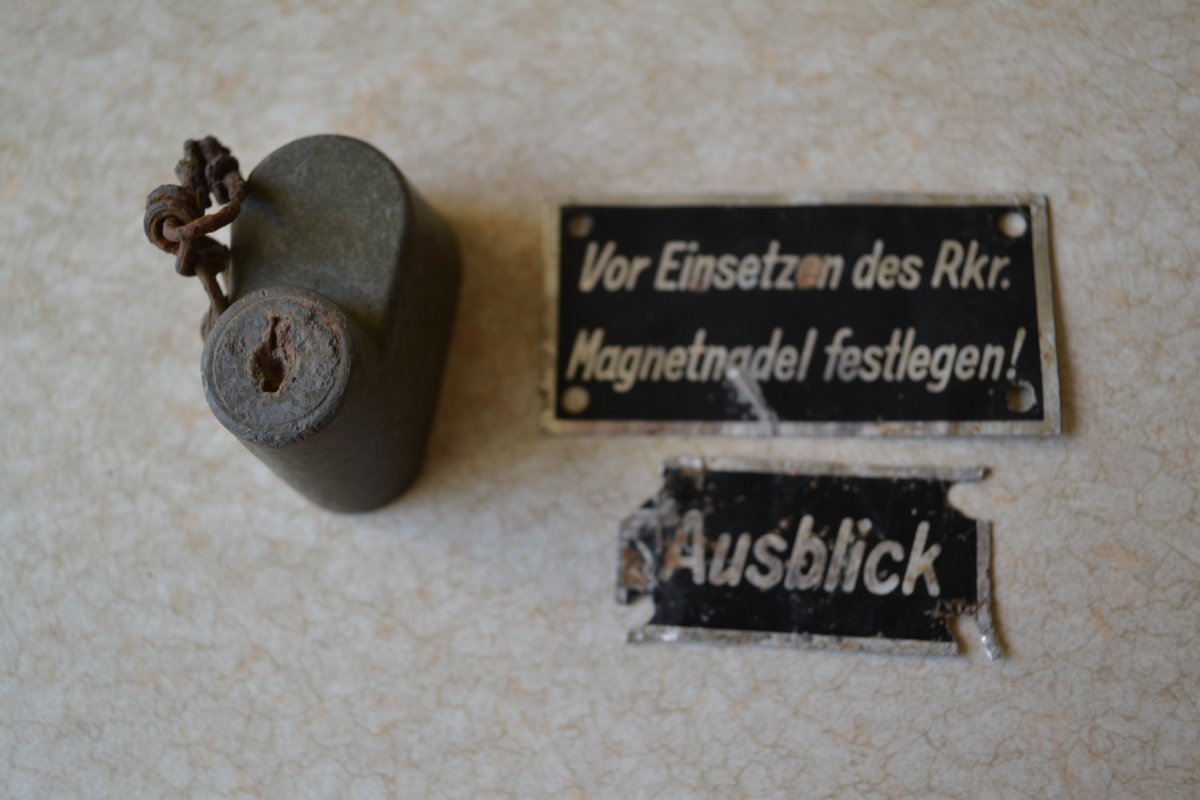 Vor Einsetzen des Rkr.
Magnetnadel festlegen!
Ausblick